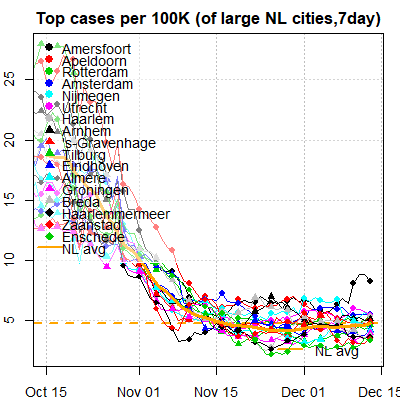 Top cases per 100K (of large NL cities,7day)
Amersfoort
Apeldoorn
Rotterdam
Amsterdam
Nijmegen
Utrecht
Haarlem
Arnhem
's-Gravenhage
Tilburg
Eindhoven
Almere
Groningen
Breda
Haarlemmermeer
Zaanstad
Enschede
NL avg
NL avg
25
20
15
10
5
Oct 15
Nov 01
Nov 15
Dec 01
Dec 15